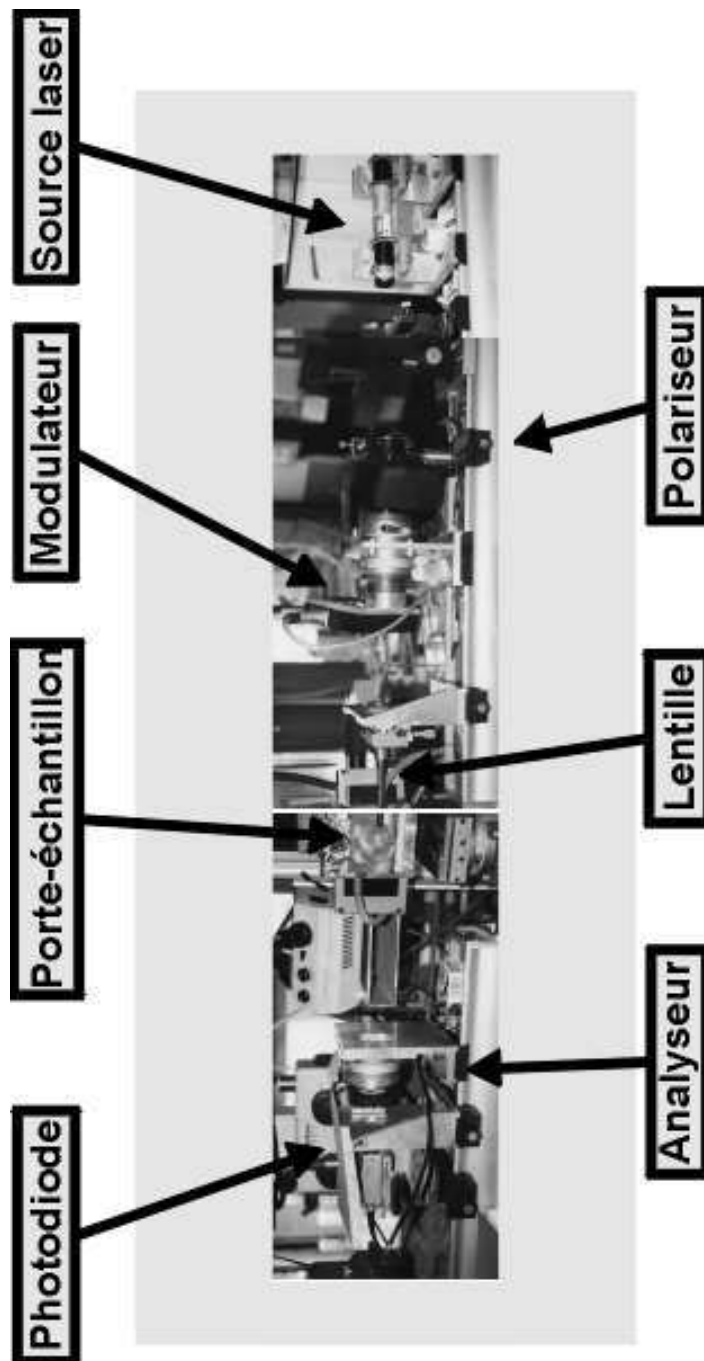 Photodiode
Porte-échantillon
Modulateur
Source laser
Analyseur
Lentille
Polariseur